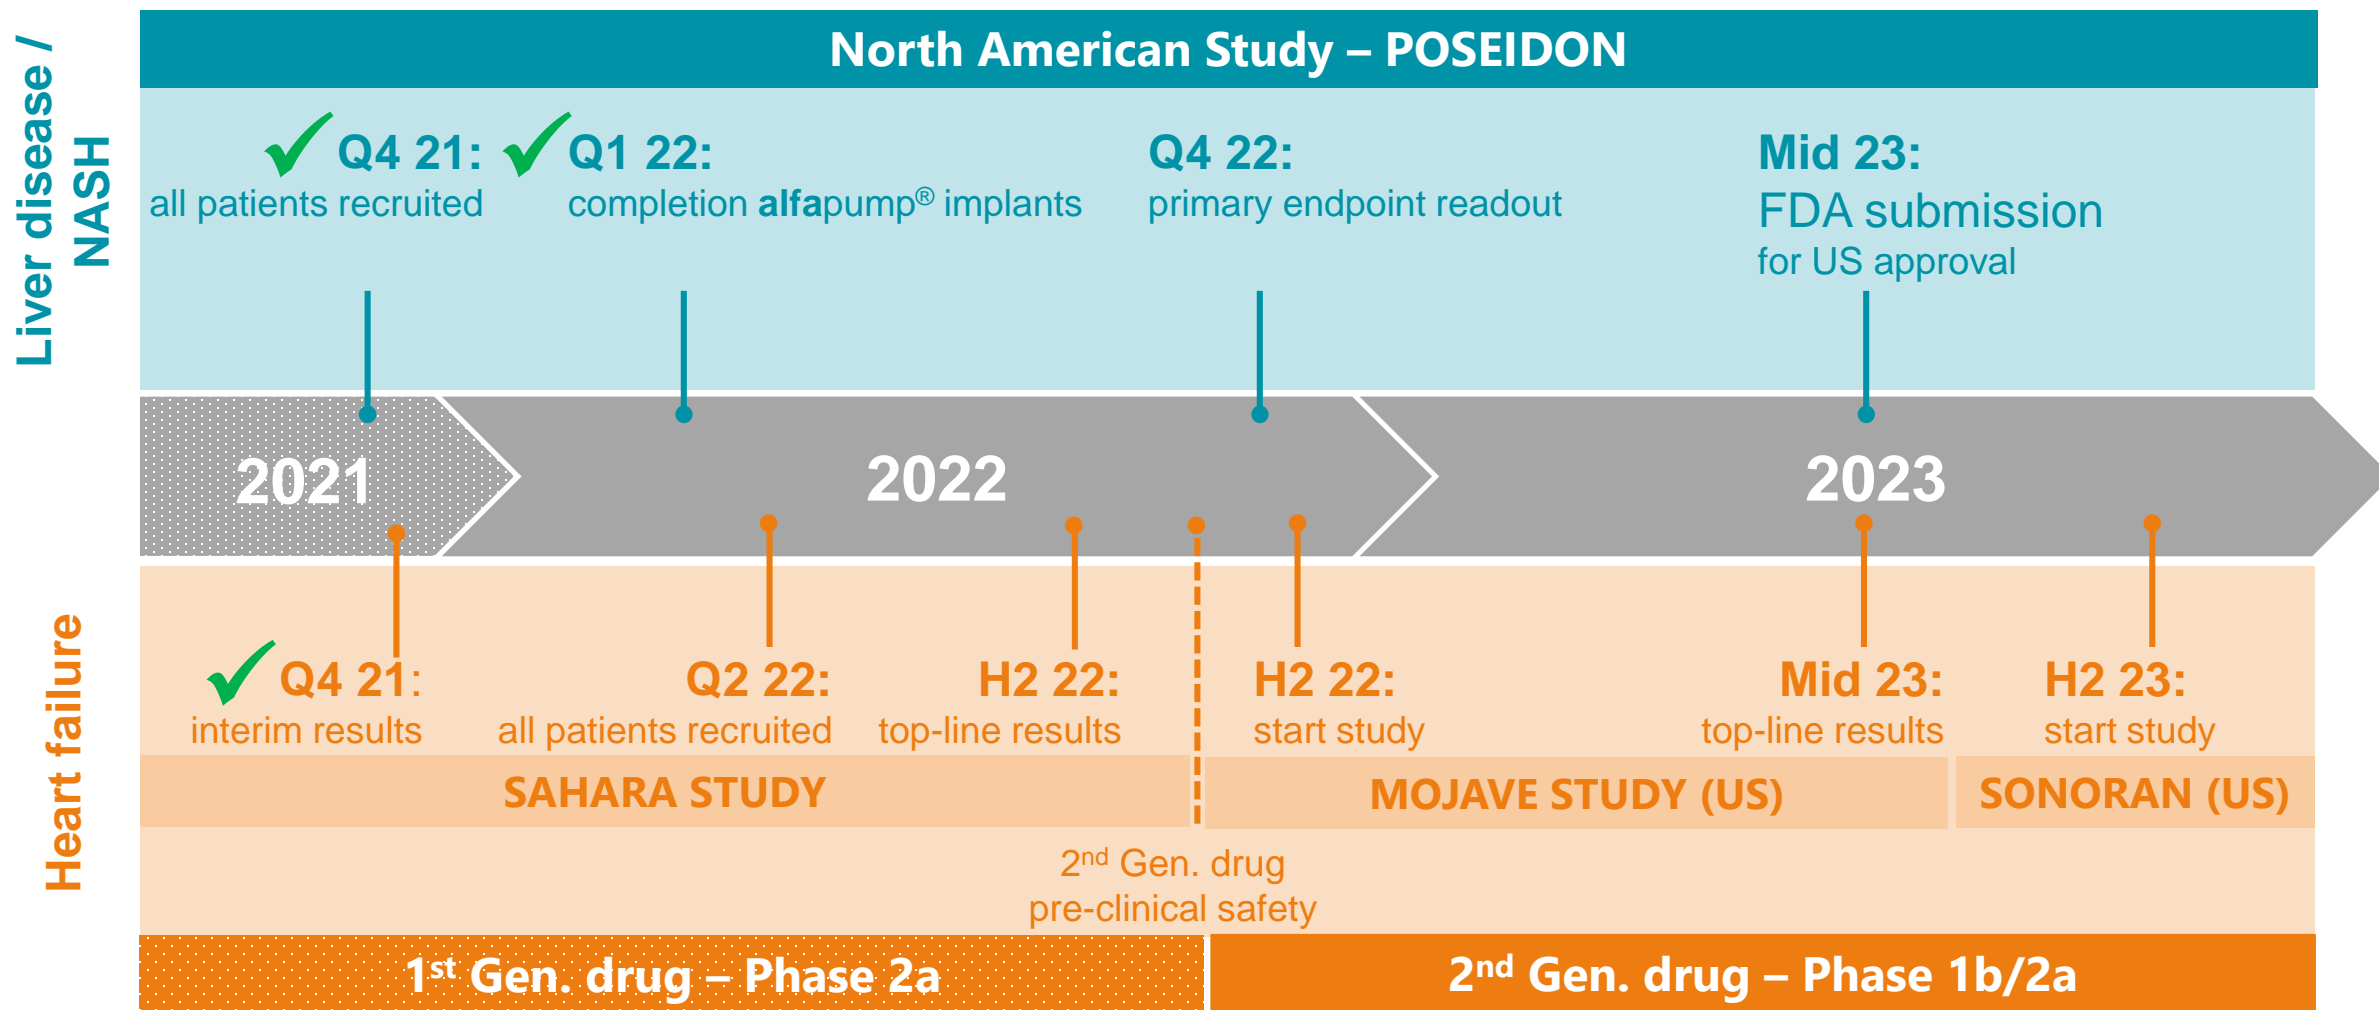 North American Study – POSEIDON
Liver disease /
NASH
Q4 21:
all patients recruited
Q1 22:
completion alfapump® implants
Q4 22:
primary endpoint readout
Mid 23:
FDA submission
for US approval
2021
2022
2023
Heart failure
Q4 21:
interim results
Q2 22:
all patients recruited
H2 22:
top-line results
H2 22:
start study
Mid 23:
top-line results
H2 23:
start study
SAHARA STUDY
MOJAVE STUDY (US)
SONORAN (US)
2nd Gen. drug
pre-clinical safety
1st Gen. drug – Phase 2a
2nd Gen. drug – Phase 1b/2a